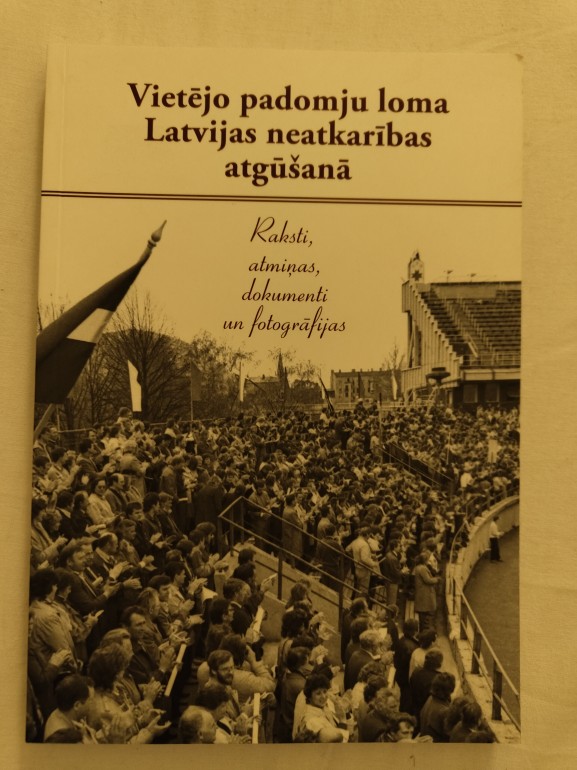 Vietējo padomju loma
Latvijas neatkarības
atgūšanā
Raksti,
atmiņas,
dokumenti
un fotogrāfijas